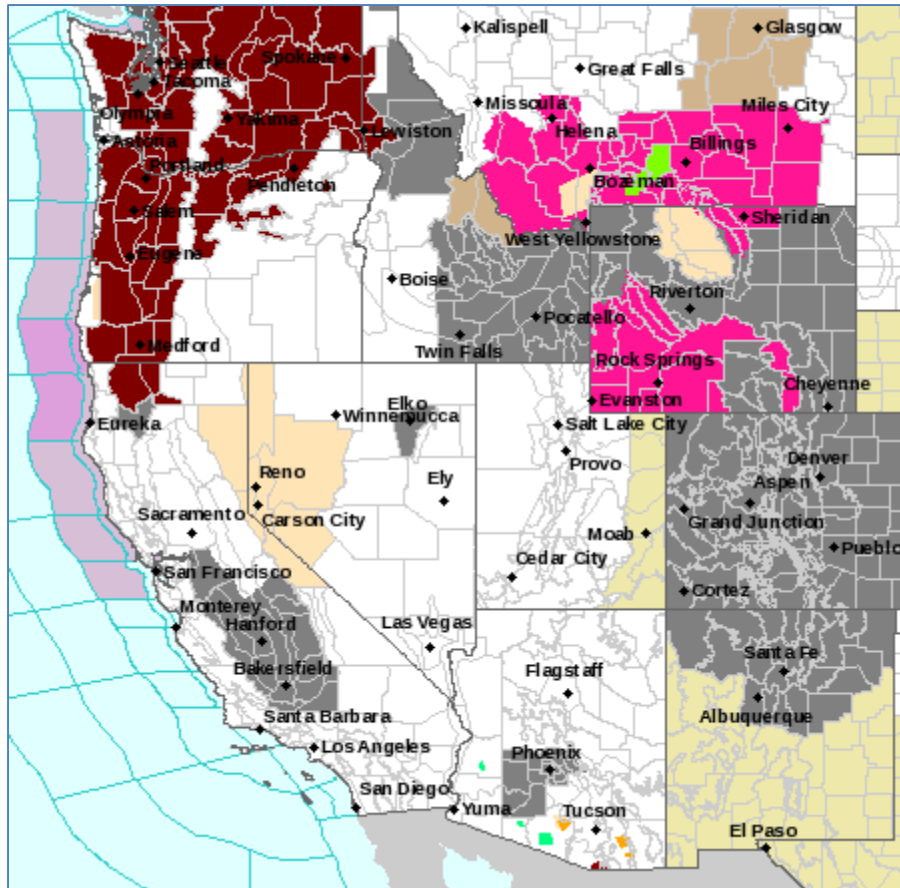 Kalispell
Glasgow
Seattle
Spokane
Great Falls
Tacoma
Olympia
Missoula
Miles City
Yakima
Helena
Lewiston
Astoria
Billings
Portland
Bozeman
Pendleton
Salem
Sheridan
West Yellowstone
Eugene
Boise
Riverton
Pocatello
Medford
Twin Falls
Rock Springs
Cheyenne
Elko
Evanston
Eureka
Winnemucca
Salt Lake City
Provo
Denver
Reno
Ely
Aspen
Sacramento
Carson City
Grand Junction
Moab
Pueblo
San Francisco
Cedar City
Cortez
Monterey
Hanford
Las Vegas
Santa Fe
Bakersfield
Flagstaff
Albuquerque
Santa Barbara
Los Angeles
Phoenix
San Diego
Yuma
Tucson
El Paso